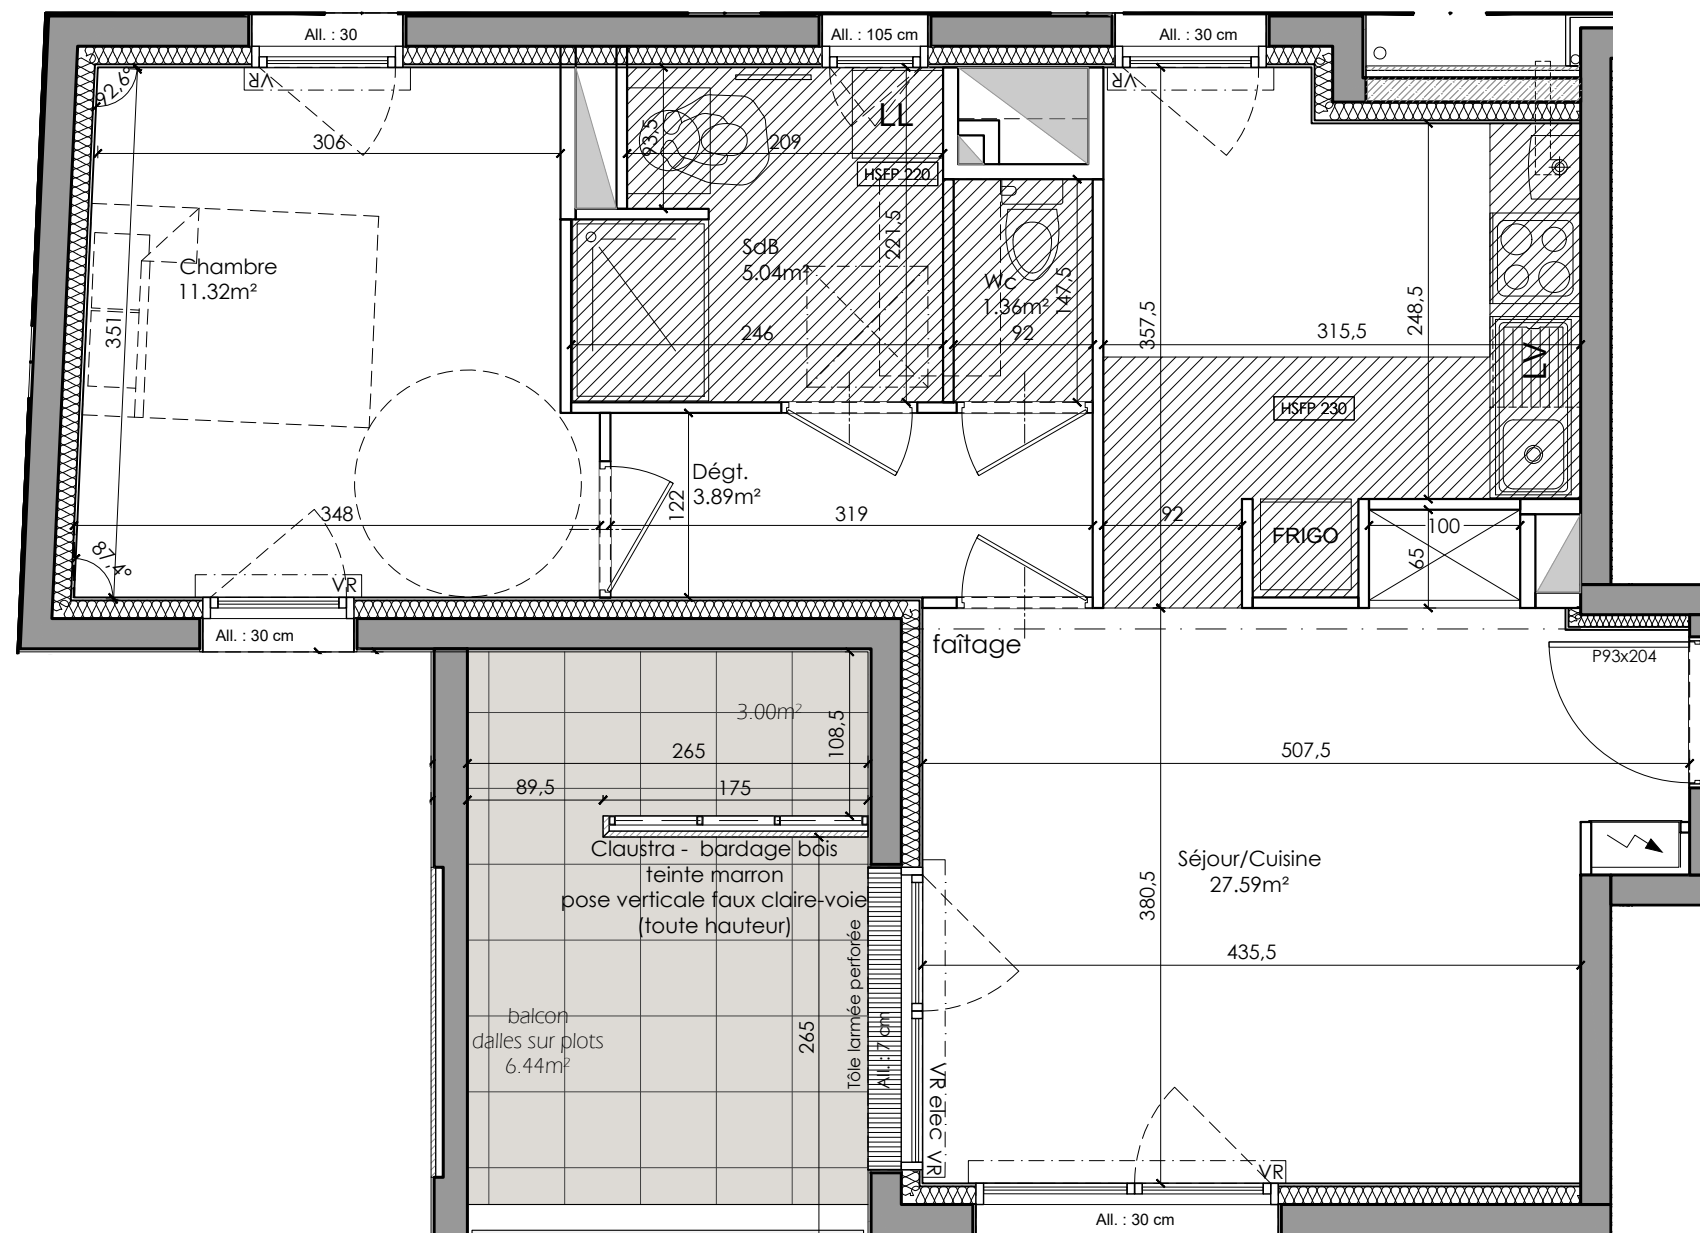 All. : 30
All. : 105 cm
All. : 30 cm
VR
VR
92,6°
306
93,5
209
LL
HSFP 220
221,5
Chambre
11.32m²
351
SdB
5.04m²
246
Wc
1.36m²
92
147,5
357,5
315,5
248,5
LV
HSFP 230
348
Dégt.
3.89m²
122
319
92
FRIGO
100
65
87,4°
VR
All. : 30 cm
faîtage
P93x204
3.00m²
108,5
265
507,5
89,5
175
Claustra - bardage bois
teinte marron
pose verticale faux claire-voie
(toute hauteur)
Séjour/Cuisine
27.59m²
380,5
435,5
Tôle larmée perforée
All. : 7 cm
balcon
dalles sur plots
6.44m²
265
VR elec VR
VR
All. : 30 cm